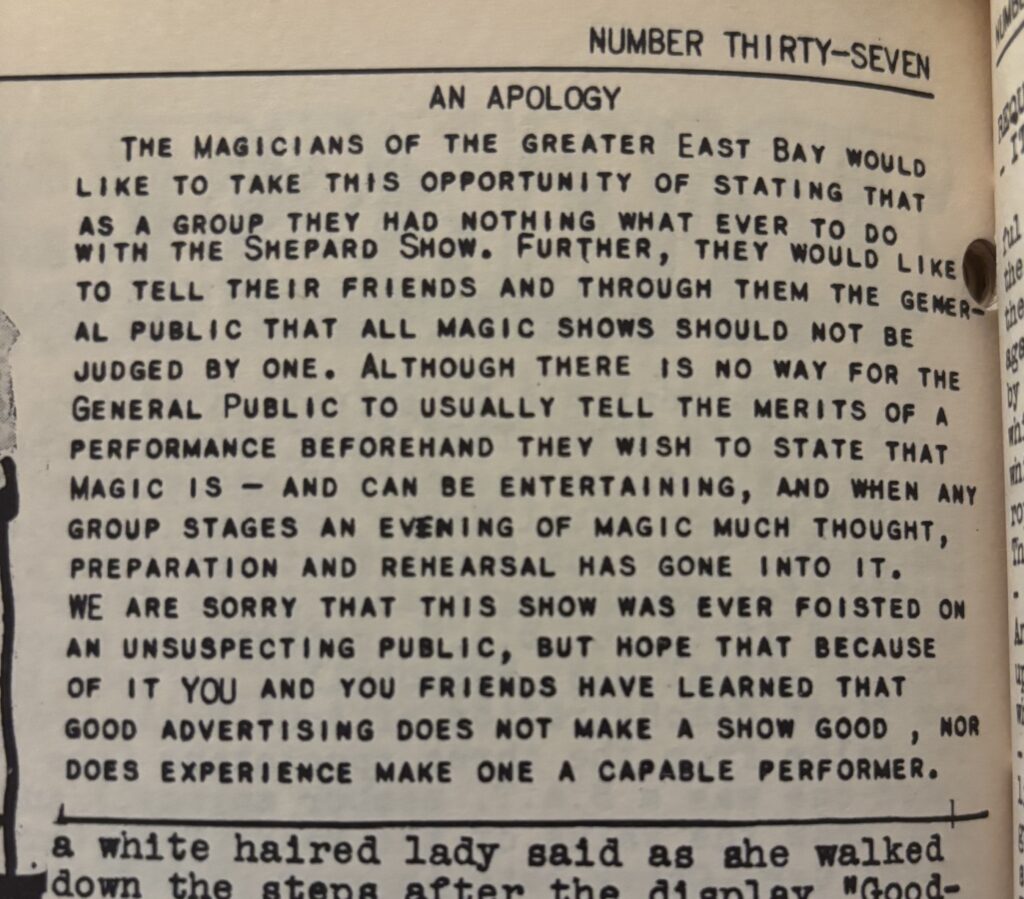 NUMBER THIRTY-SEVEN
AN APOLOGY
THE MAGICIANS OF THE GREATER EAST BAY WOULD
LIKE TO TAKE THIS OPPORTUNITY OF STATING THAT
AS A GROUP THEY HAD NOTHING WHAT EVER TO DO
WITH THE SHEPARD SHOW. FURTHER, THEY WOULD LIKE
TO TELL THEIR FRIENDS AND THROUGH THEM THE GENER-
AL PUBLIC THAT ALL MAGIC SHOWS SHOULD NOT BE
JUDGED BY ONE. ALTHOUGH THERE IS NO WAY FOR THE
GENERAL PUBLIC TO USUALLY TELL THE MERITS OF A
PERFORMANCE BEFOREHAND THEY WISH TO STATE THAT
MAGIC IS — AND CAN BE ENTERTAINING, AND WHEN ANY
GROUP STAGES AN EVENING OF MAGIC MUCH THOUGHT,
PREPARATION AND REHEARSAL HAS GONE INTO IT.
WE ARE SORRY THAT THIS SHOW WAS EVER FOISTED ON
AN UNSUSPECTING PUBLIC, BUT HOPE THAT BECAUSE
OF IT YOU AND YOU FRIENDS HAVE LEARNED THAT
GOOD ADVERTISING DOES NOT MAKE A SHOW GOOD , NOR
DOES EXPERIENCE MAKE ONE A CAPABLE PERFORMER.
a white haired lady said as she walked
down the steps after the display "Good-